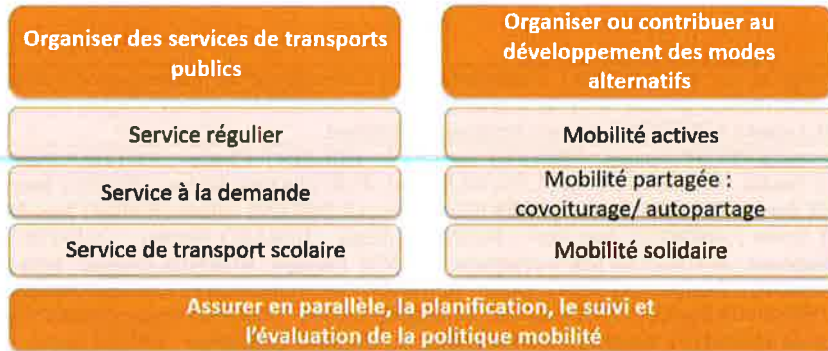 Organiser des services de transports
publics
Service régulier
Service à la demande
Service de transport scolaire
Organiser ou contribuer au
développement des modes
alternatifs
Mobilité actives
Mobilité partagée :
covoiturage/ autopartage
Mobilité solidaire
Assurer en parallèle, la planification, le suivi et
l'évaluation de la politique mobilité